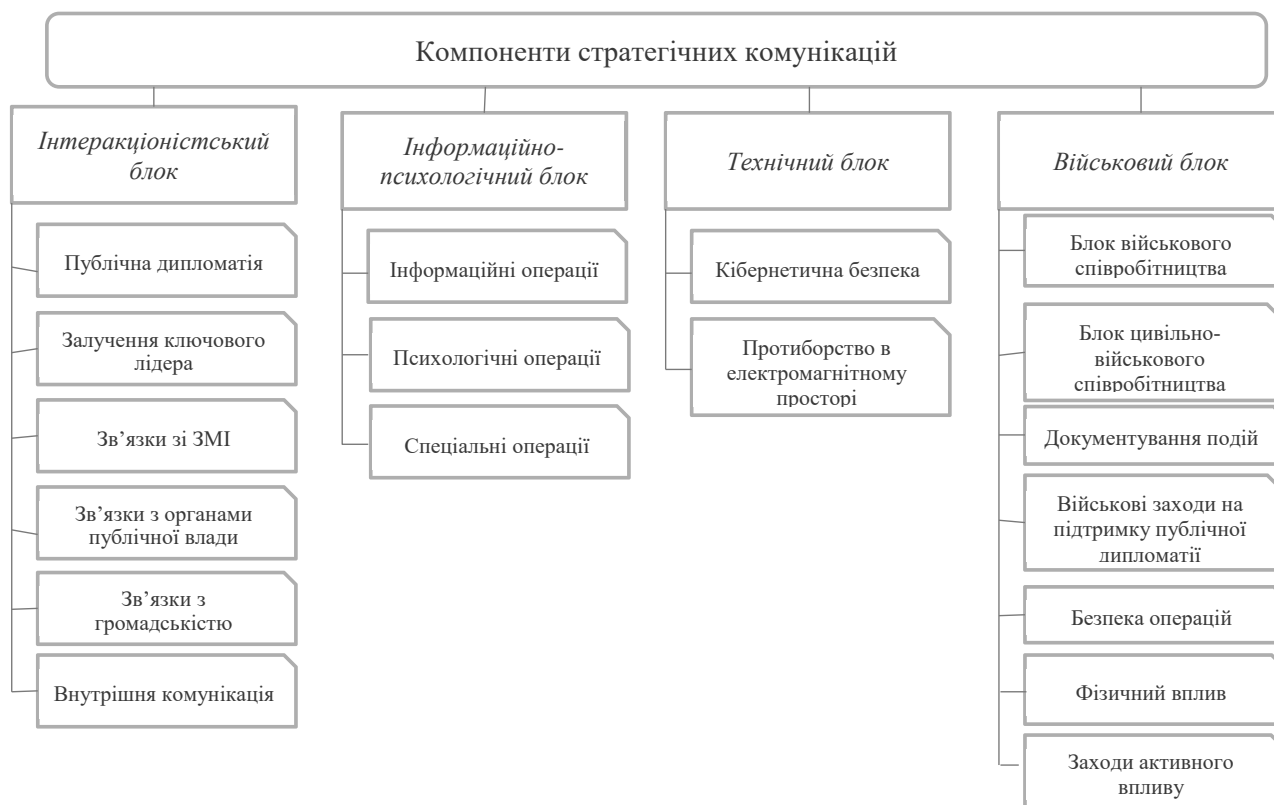 Компоненти стратегічних комунікацій
Інтеракціоністський
блок
Публічна дипломатія
Залучення ключового
лідера
Зв’язки зі ЗМІ
Зв’язки з органами
публічної влади
Зв’язки з
громадськістю
Внутрішня комунікація
Інформаційно-
психологічний блок
Інформаційні операції
Психологічні операції
Спеціальні операції
Технічний блок
Кібернетична безпека
Протиборство в
електромагнітному
просторі
Військовий блок
Блок військового
співробітництва
Блок цивільно-
військового
співробітництва
Документування подій
Військові заходи на
підтримку публічної
дипломатії
Безпека операцій
Фізичний вплив
Заходи активного
впливу